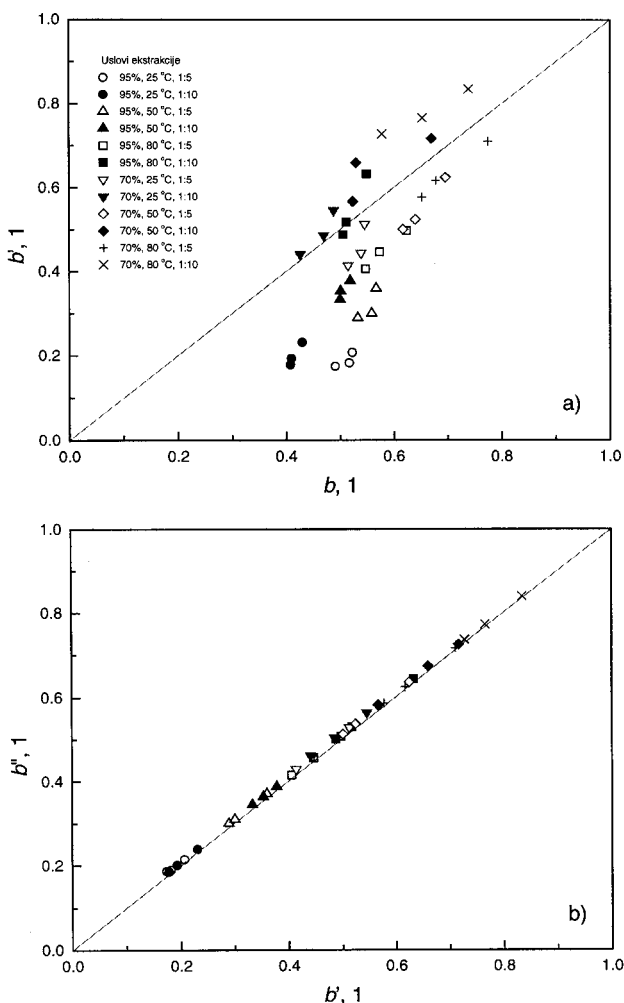 1.0
0.8
0.6
0.4
0.2
0.0
b', 1
Uslovi ekstrakcije
95%, 25 °C, 1:5
95%, 25 °C, 1:10
95%, 50 °C, 1:5
95%, 50 °C, 1:10
95%, 80 °C, 1:5
95%, 80 °C, 1:10
70%, 25 °C, 1:5
70%, 25 °C, 1:10
70%, 50 °C, 1:5
70%, 50 °C, 1:10
70%, 80 °C, 1:5
70%, 80 °C, 1:10
a)
0.0 0.2 0.4 0.6 0.8 1.0
b, 1
1.0
0.8
0.6
0.4
0.2
0.0
b'', 1
b)
0.0 0.2 0.4 0.6 0.8 1.0
b', 1